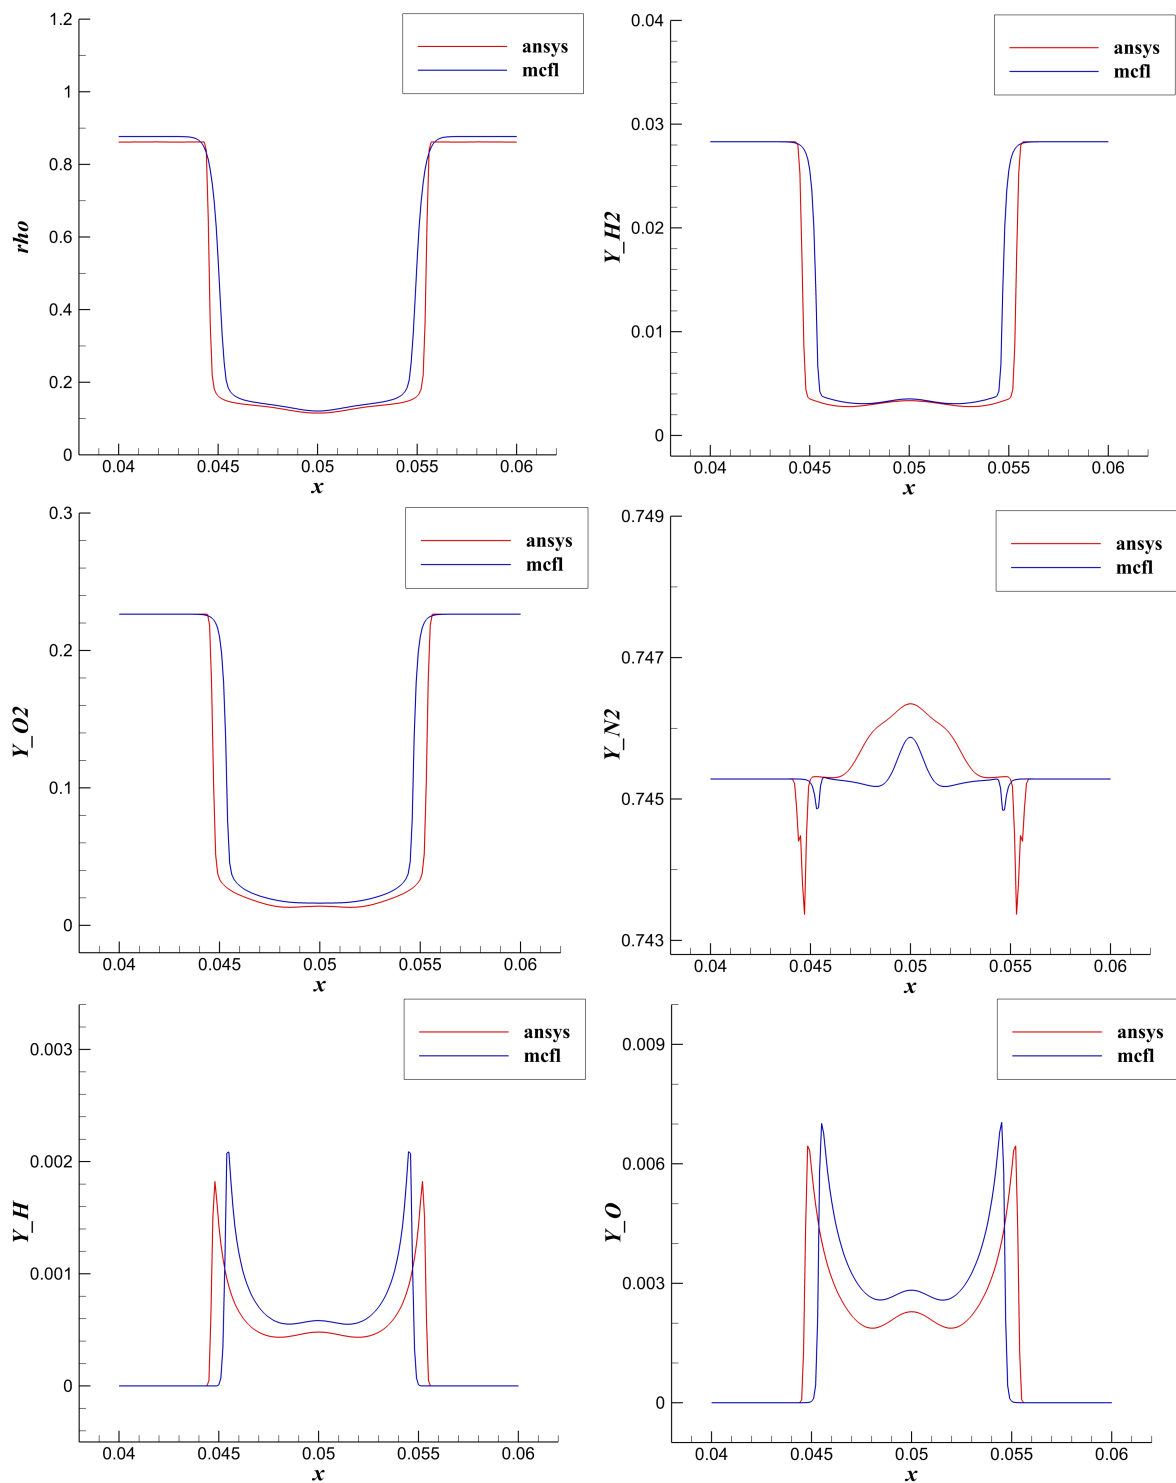 1.2
1
0.8
0.6
0.4
0.2
0
rho
0.04 0.045 0.05 0.055 0.06
x
ansys
mcfl
0.04
0.03
0.02
0.01
0
Y_H2
0.04 0.045 0.05 0.055 0.06
x
ansys
mcfl
0.3
0.2
0.1
0
Y_O2
0.04 0.045 0.05 0.055 0.06
x
ansys
mcfl
0.749
0.747
0.745
0.743
Y_N2
0.04 0.045 0.05 0.055 0.06
x
ansys
mcfl
0.003
0.002
0.001
0
Y_H
0.04 0.045 0.05 0.055 0.06
x
ansys
mcfl
0.009
0.006
0.003
0
Y_O
0.04 0.045 0.05 0.055 0.06
x
ansys
mcfl